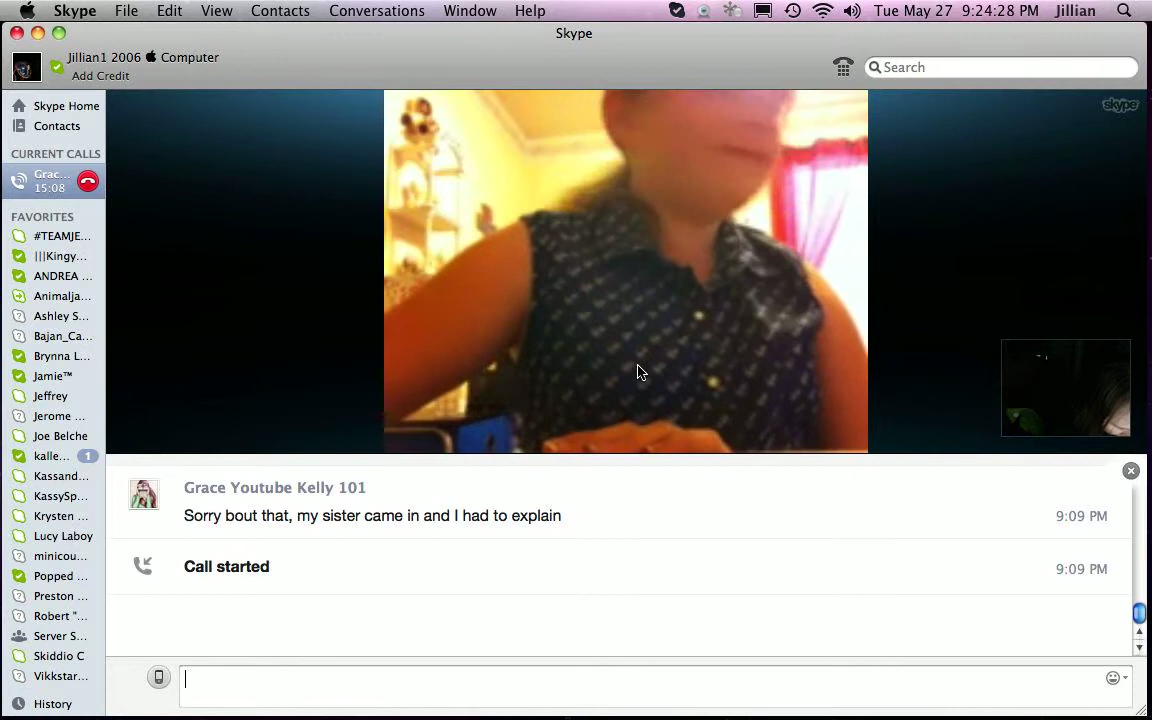 Skype File Edit View Contacts Conversations Window Help Tue May 27 9:24:28 PM Jillian
Skype
Jillian1 2006 Computer
Add Credit
Search
Skype Home
Contacts
CURRENT CALLS
Grac...
15:08
FAVORITES
#TEAMJE...
|||Kingy...
ANDREA ...
Animalja...
Ashley S...
Bajan_Ca...
Brynna L...
Jamie™
Jeffrey
Jerome ...
Joe Belche
kalle... 1
Kassand...
KassySp...
Krysten ...
Lucy Laboy
minicou...
Popped ...
Preston ...
Robert "...
Server S...
Skiddio C
Vikkstar...
History
skype
Grace Youtube Kelly 101
Sorry bout that, my sister came in and I had to explain 9:09 PM
Call started 9:09 PM